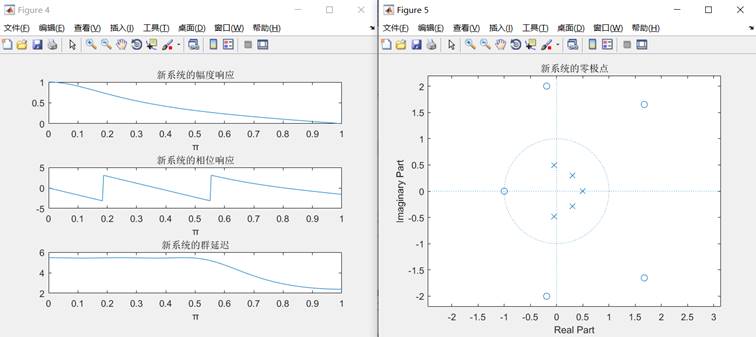 Figure 4
文件(F) 编辑(E) 查看(V) 插入(I) 工具(T) 桌面(D) 窗口(W) 帮助(H)
新系统的幅度响应
1
0.5
0
0 0.1 0.2 0.3 0.4 0.5 0.6 0.7 0.8 0.9 1
π
新系统的相位响应
5
0
-5
0 0.1 0.2 0.3 0.4 0.5 0.6 0.7 0.8 0.9 1
π
新系统的群延迟
6
4
2
0 0.1 0.2 0.3 0.4 0.5 0.6 0.7 0.8 0.9 1
π
Figure 5
文件(F) 编辑(E) 查看(V) 插入(I) 工具(T) 桌面(D) 窗口(W) 帮助(H)
新系统的零极点
2
1.5
1
0.5
0
-0.5
-1
-1.5
-2
Imaginary Part
-2 -1.5 -1 -0.5 0 0.5 1 1.5 2 2.5 3
Real Part